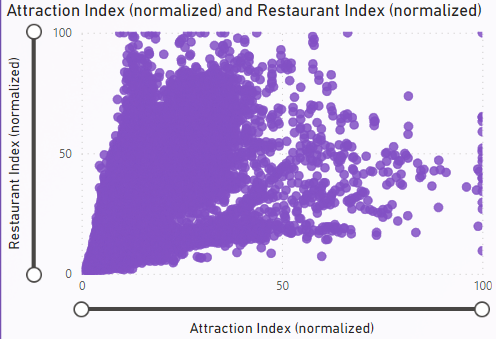 Attraction Index (normalized) and Restaurant Index (normalized)
100
50
0
Restaurant Index (normalized)
0
50
100
Attraction Index (normalized)